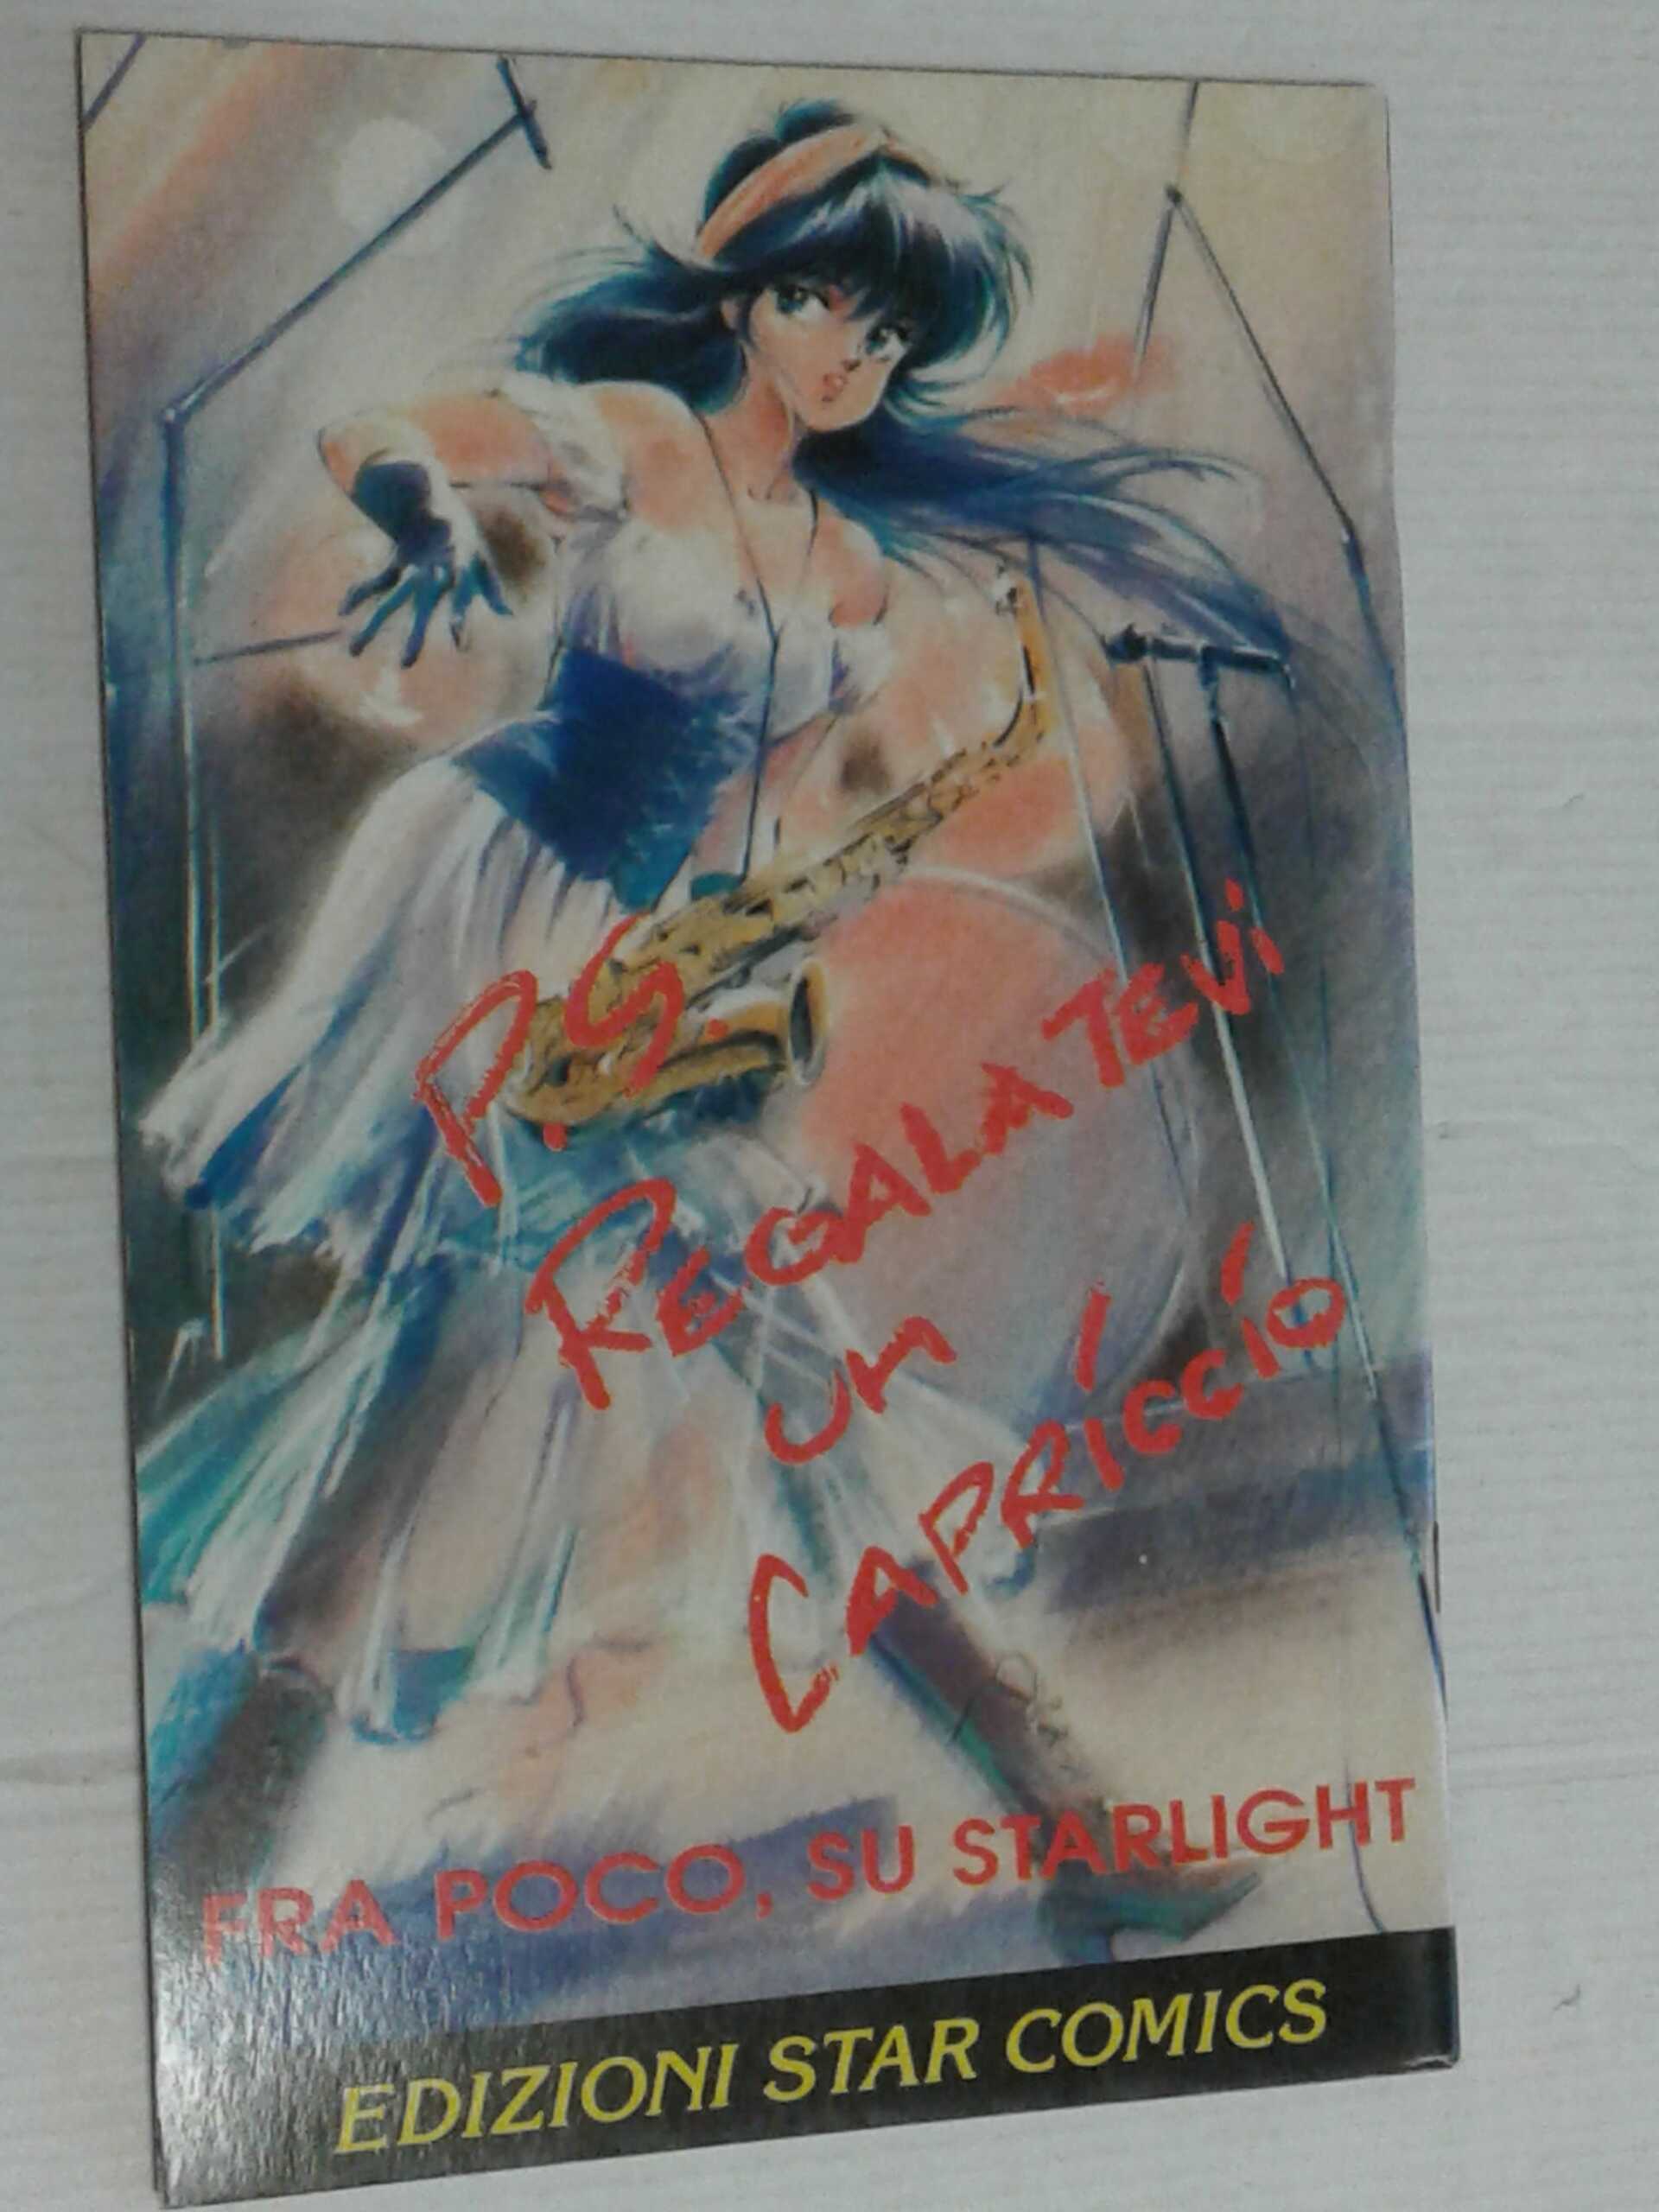 P.S.
REGALATEVI
UN
CAPRICCIO
FRA POCO, SU STARLIGHT
EDIZIONI STAR COMICS